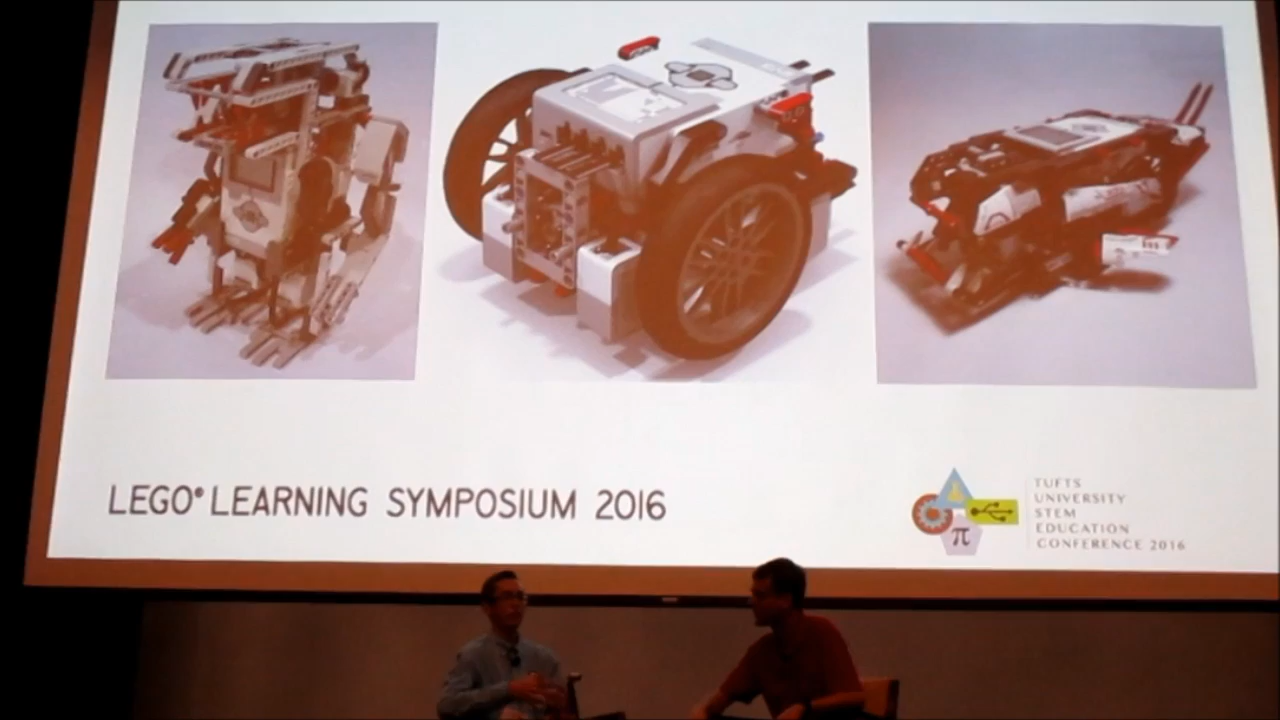 LEGO® LEARNING SYMPOSIUM 2016
TUFTS
UNIVERSITY
STEM
EDUCATION
CONFERENCE 2016
π